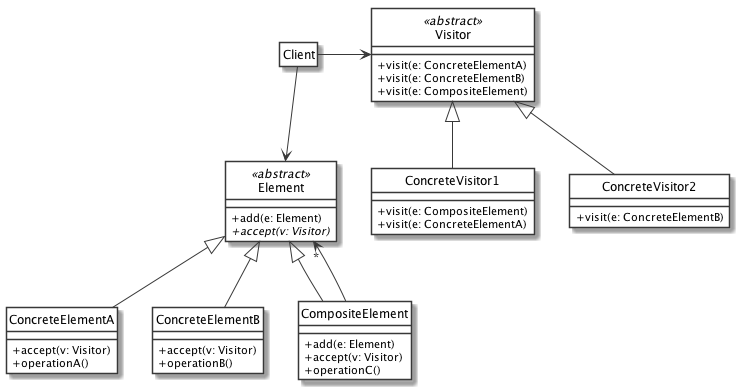 «abstract»
Visitor
+visit(e: ConcreteElementA)
+visit(e: ConcreteElementB)
+visit(e: CompositeElement)
Client
«abstract»
Element
+add(e: Element)
+accept(v: Visitor)
ConcreteVisitor1
+visit(e: CompositeElement)
+visit(e: ConcreteElementA)
ConcreteVisitor2
+visit(e: ConcreteElementB)
*
ConcreteElementA
+accept(v: Visitor)
+operationA()
ConcreteElementB
+accept(v: Visitor)
+operationB()
CompositeElement
+add(e: Element)
+accept(v: Visitor)
+operationC()